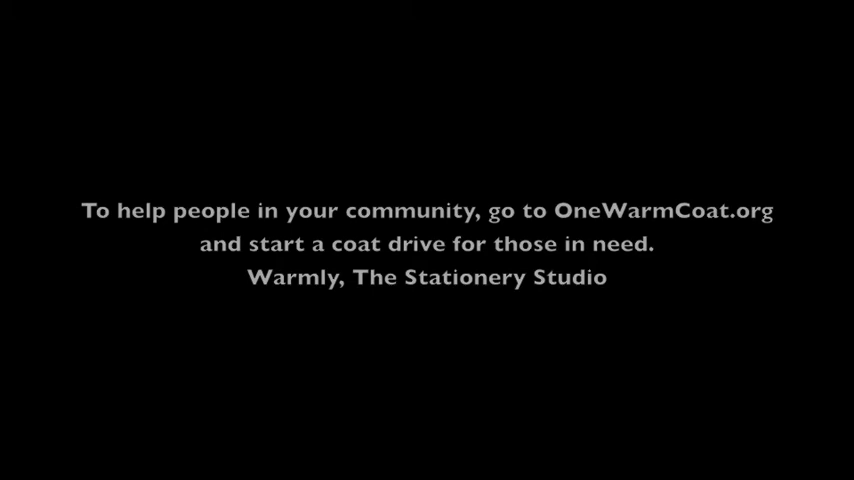 To help people in your community, go to OneWarmCoat.org
and start a coat drive for those in need.
Warmly, The Stationery Studio